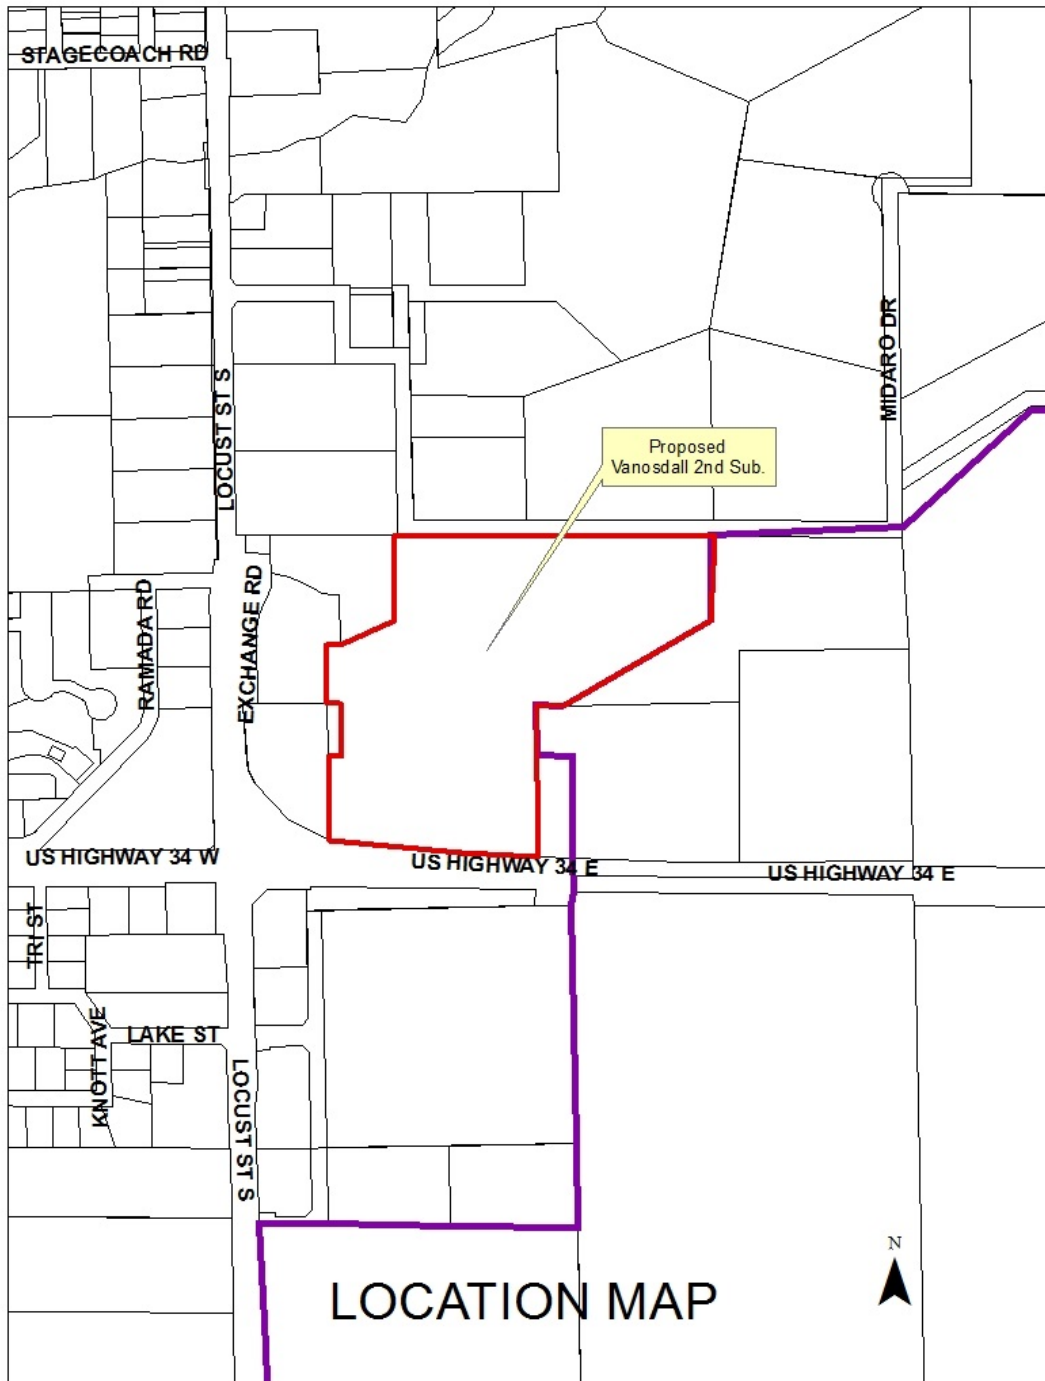 STAGECOACH RD
MIDARO DR
LOCUST ST S
Proposed
Vanosdall 2nd Sub.
RAMADA RD
EXCHANGE RD
US HIGHWAY 34 W
US HIGHWAY 34 E
US HIGHWAY 34 E
TRI ST
KNOTT AVE
LAKE ST
LOCUST ST S
N
LOCATION MAP